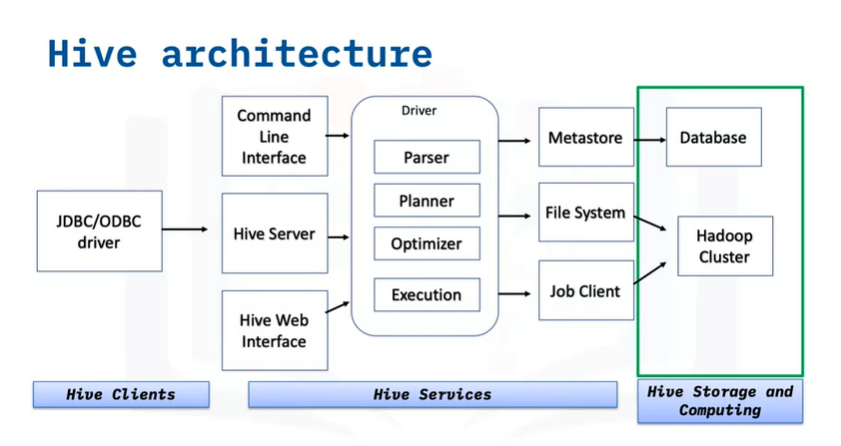 Hive architecture
Command
Line
Interface
JDBC/ODBC
driver
Hive Server
Hive Web
Interface
Driver
Parser
Planner
Optimizer
Execution
Metastore
File System
Job Client
Database
Hadoop
Cluster
Hive Clients
Hive Services
Hive Storage and
Computing